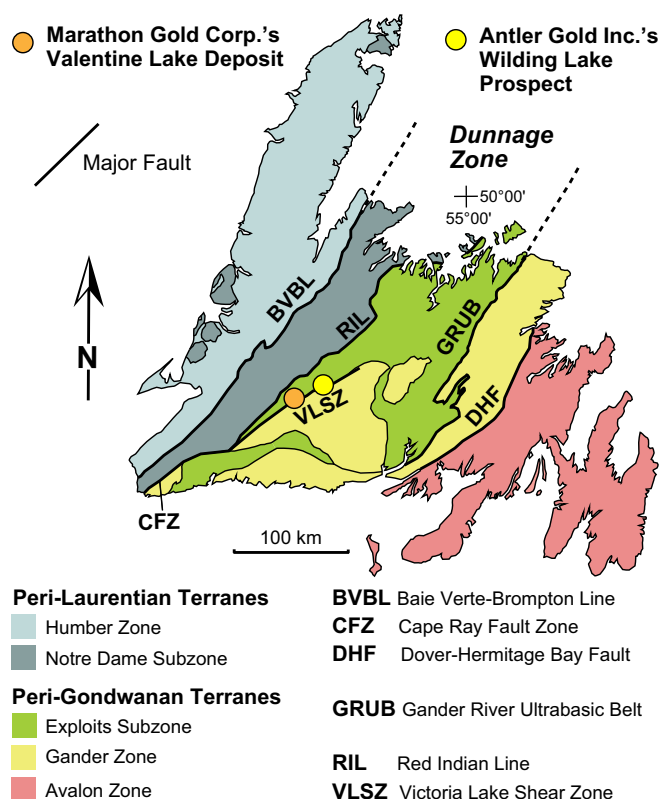 Marathon Gold Corp.'s
Valentine Lake Deposit
Antler Gold Inc.'s
Wilding Lake
Prospect
Major Fault
Dunnage
Zone
50°00'
55°00'
N
BVBL
RIL
GRUB
VLSZ
DHF
CFZ
100 km
Peri-Laurentian Terranes
Humber Zone
Notre Dame Subzone
Peri-Gondwanan Terranes
Exploits Subzone
Gander Zone
Avalon Zone
BVBL Baie Verte-Brompton Line
CFZ Cape Ray Fault Zone
DHF Dover-Hermitage Bay Fault
GRUB Gander River Ultrabasic Belt
RIL Red Indian Line
VLSZ Victoria Lake Shear Zone